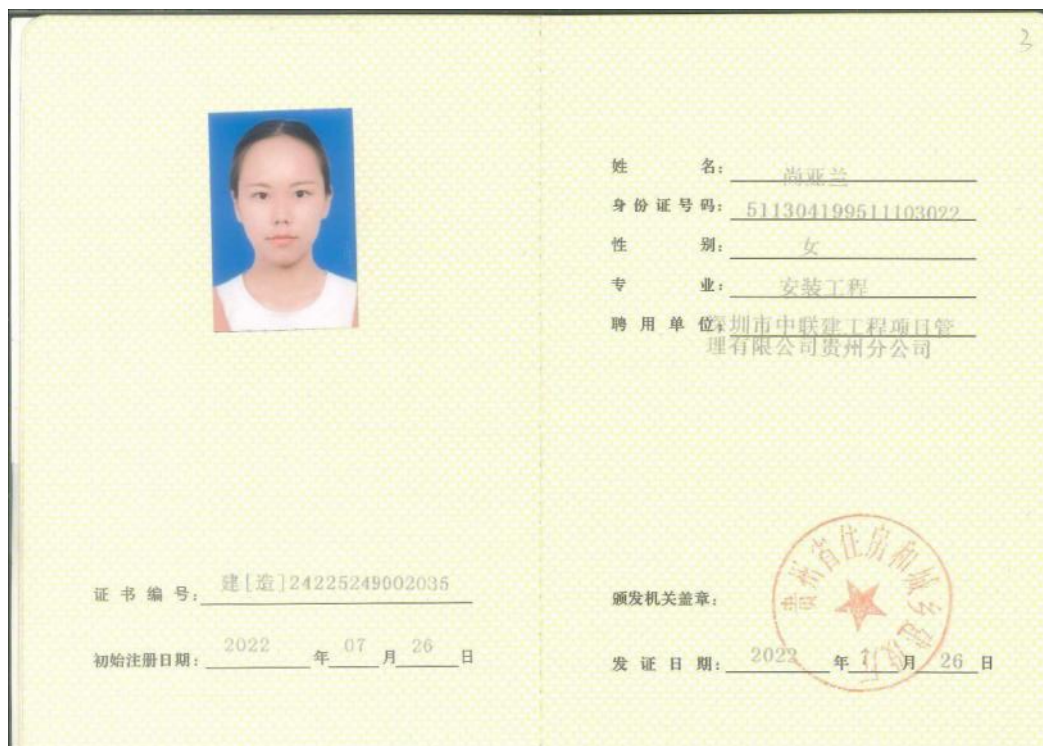 3
姓名: 尚亚兰
身份证号码: 511304199511103022
性别: 女
专业: 安装工程
聘用单位: 深圳市中联建工程项目管
理有限公司贵州分公司
证书编号: 建[造]24225249002035
初始注册日期: 2022 年 07 月 26 日
颁发机关盖章:
贵州省住房和城乡建设厅
发证日期: 2022 年 7 月 26 日